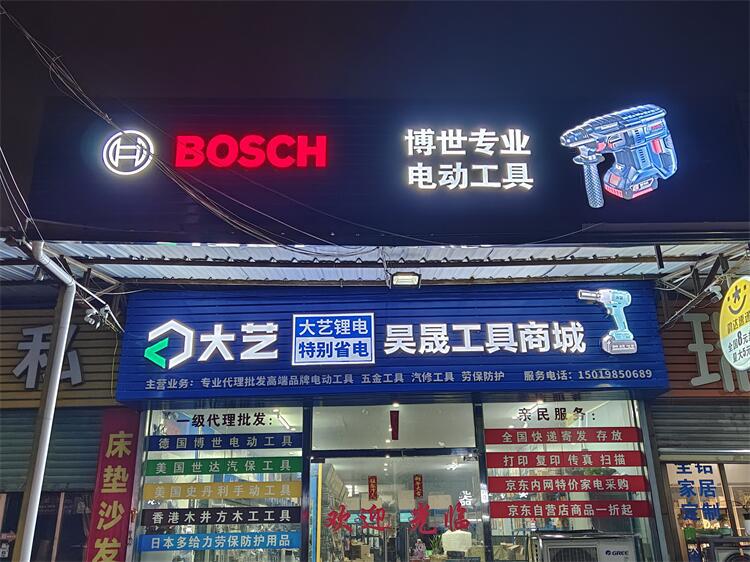 BOSCH
博世专业
电动工具
大艺
大艺锂电
特别省电
昊晟工具商城
主营业务：专业代理批发高端品牌电动工具 五金工具 汽修工具 劳保防护 服务电话：15019850689
私
一级代理批发：
德国博世电动工具
美国世达汽保工具
美国史丹利手动工具
香港木井方木工工具
日本多给力劳保防护用品
亲民服务：
全国快递寄发 存放
打印 复印 传真 扫描
京东内网特价家电采购
京东自营店商品一折起
欢迎 光临
床垫沙发
全铝
家居
定制
GREE